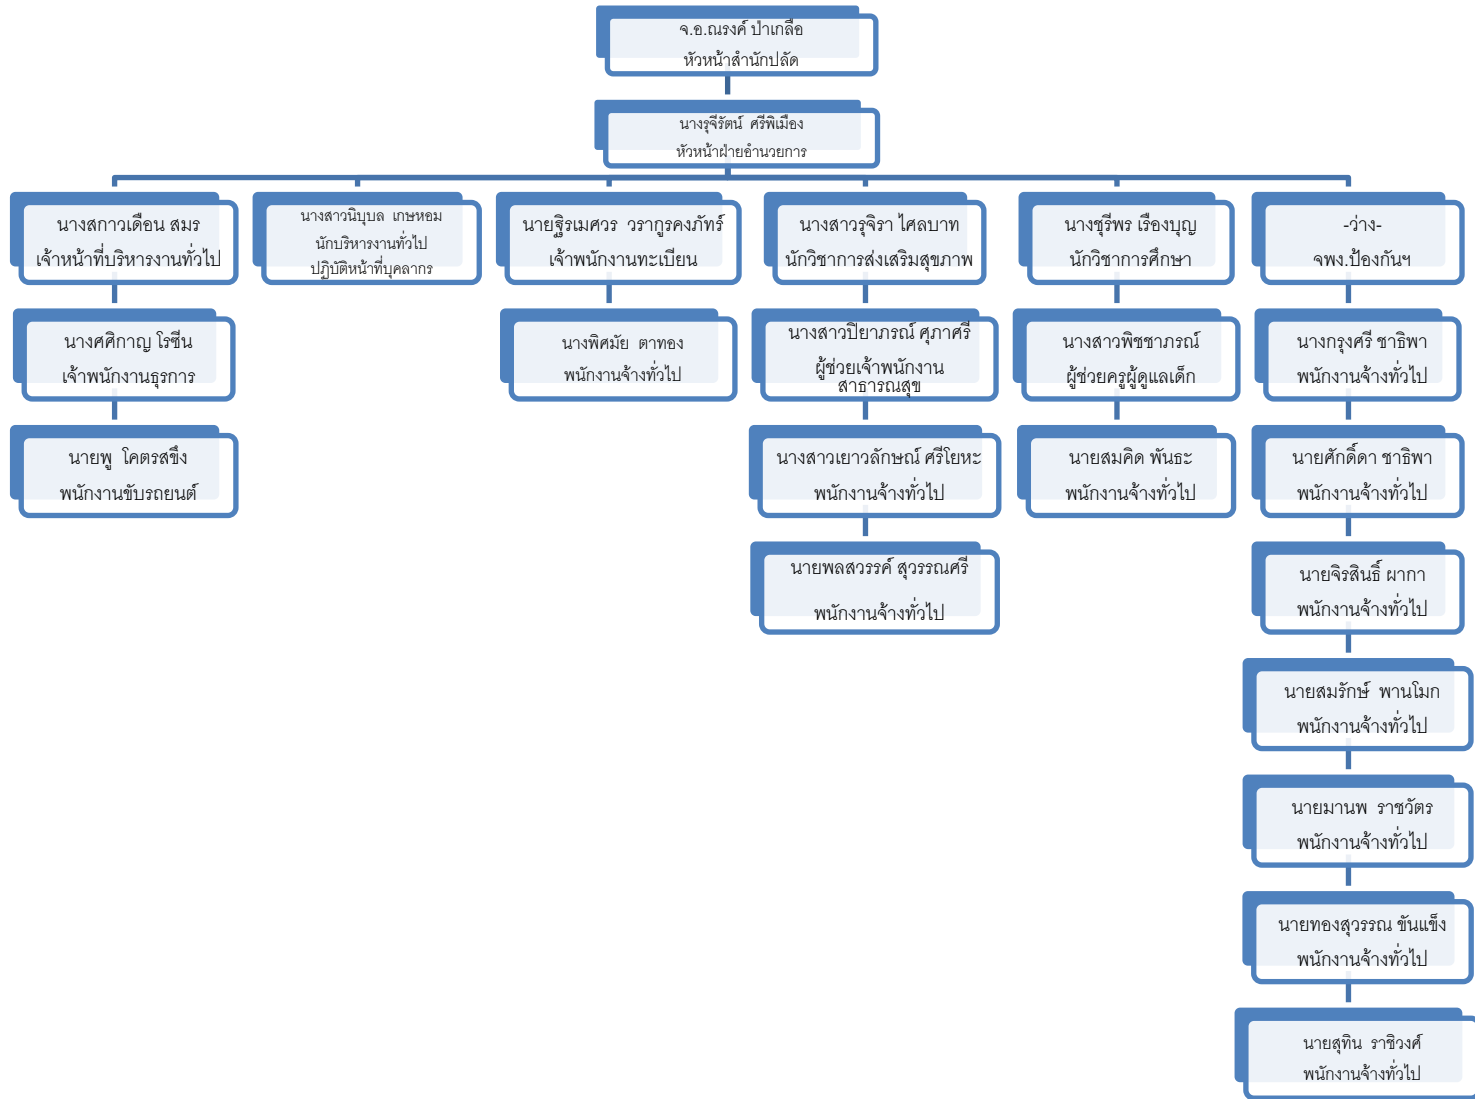 จ.อ.ณรงค์ ป่าเกลือ
หัวหน้าสำนักปลัด
นางรุจีรัตน์ ศรีพิเมือง
หัวหน้าฝ่ายอำนวยการ
นางสกาวเดือน สมร
เจ้าหน้าที่บริหารงานทั่วไป
นางสาวนิบุบล เกษหอม
นักบริหารงานทั่วไป
ปฏิบัติหน้าที่บุคลากร
นายฐิรเมศวร วรากูรคงภัทร์
เจ้าพนักงานทะเบียน
นางสาวรุจิรา ไศลบาท
นักวิชาการส่งเสริมสุขภาพ
นางชุรีพร เรืองบุญ
นักวิชาการศึกษา
-ว่าง-
จพง.ป้องกันฯ
นางศศิกาญ โรซีน
เจ้าพนักงานธุรการ
นางพิศมัย ตาทอง
พนักงานจ้างทั่วไป
นางสาวปิยาภรณ์ ศุภาศรี
ผู้ช่วยเจ้าพนักงาน
สาธารณสุข
นางสาวพิชชาภรณ์
ผู้ช่วยครูผู้ดูแลเด็ก
นางกรุงศรี ชาธิพา
พนักงานจ้างทั่วไป
นายพู โคตรสขึง
พนักงานขับรถยนต์
นางสาวเยาวลักษณ์ ศรีโยหะ
พนักงานจ้างทั่วไป
นายสมคิด พันธะ
พนักงานจ้างทั่วไป
นายศักดิ์ดา ชาธิพา
พนักงานจ้างทั่วไป
นายพลสวรรค์ สุวรรณศรี
พนักงานจ้างทั่วไป
นายจิรสินธิ์ ผากา
พนักงานจ้างทั่วไป
นายสมรักษ์ พานโมก
พนักงานจ้างทั่วไป
นายมานพ ราชวัตร
พนักงานจ้างทั่วไป
นายทองสุวรรณ ขันแข็ง
พนักงานจ้างทั่วไป
นายสุทิน ราชิวงศ์
พนักงานจ้างทั่วไป